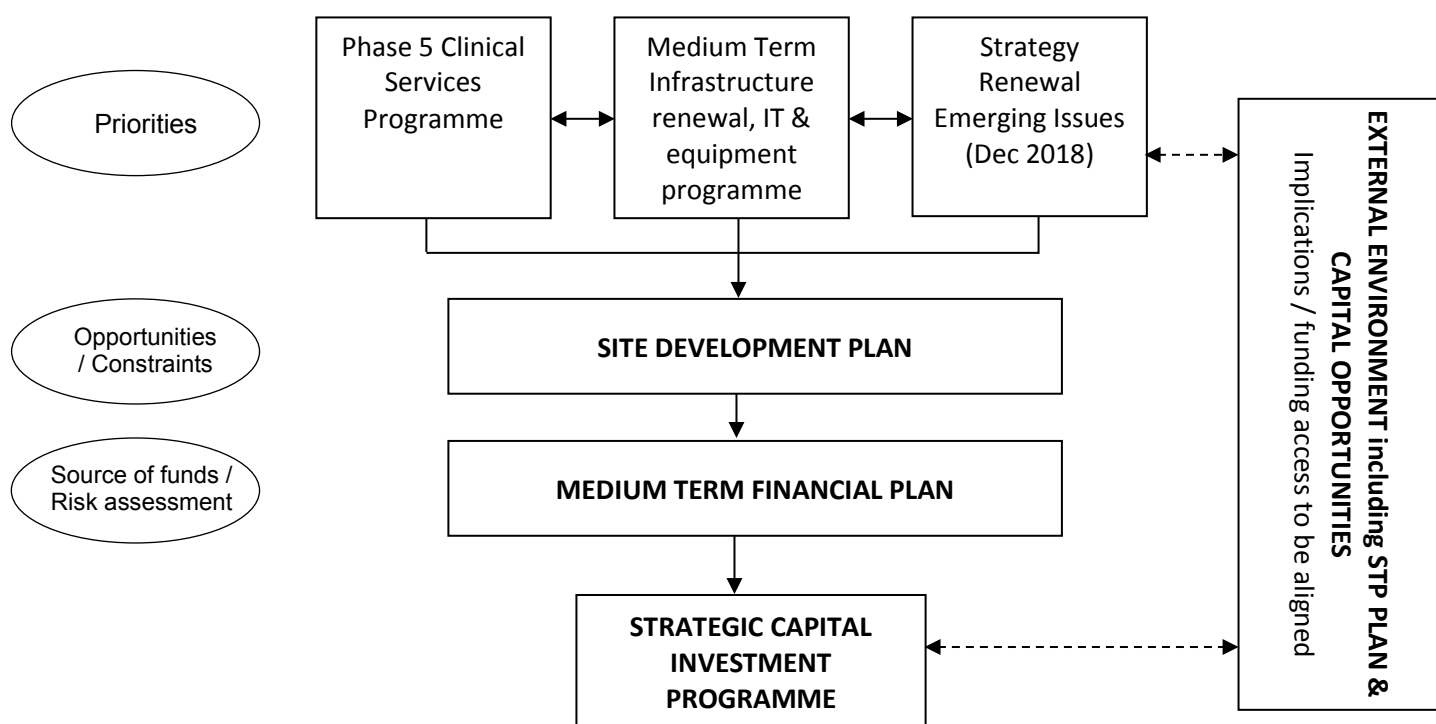 Priorities
Phase 5 Clinical
Services
Programme
Medium Term
Infrastructure
renewal, IT &
equipment
programme
Strategy
Renewal
Emerging Issues
(Dec 2018)
EXTERNAL ENVIRONMENT including STP PLAN &
CAPITAL OPPORTUNITIES
Implications / funding access to be aligned
Opportunities
/ Constraints
SITE DEVELOPMENT PLAN
Source of funds /
Risk assessment
MEDIUM TERM FINANCIAL PLAN
STRATEGIC CAPITAL
INVESTMENT
PROGRAMME